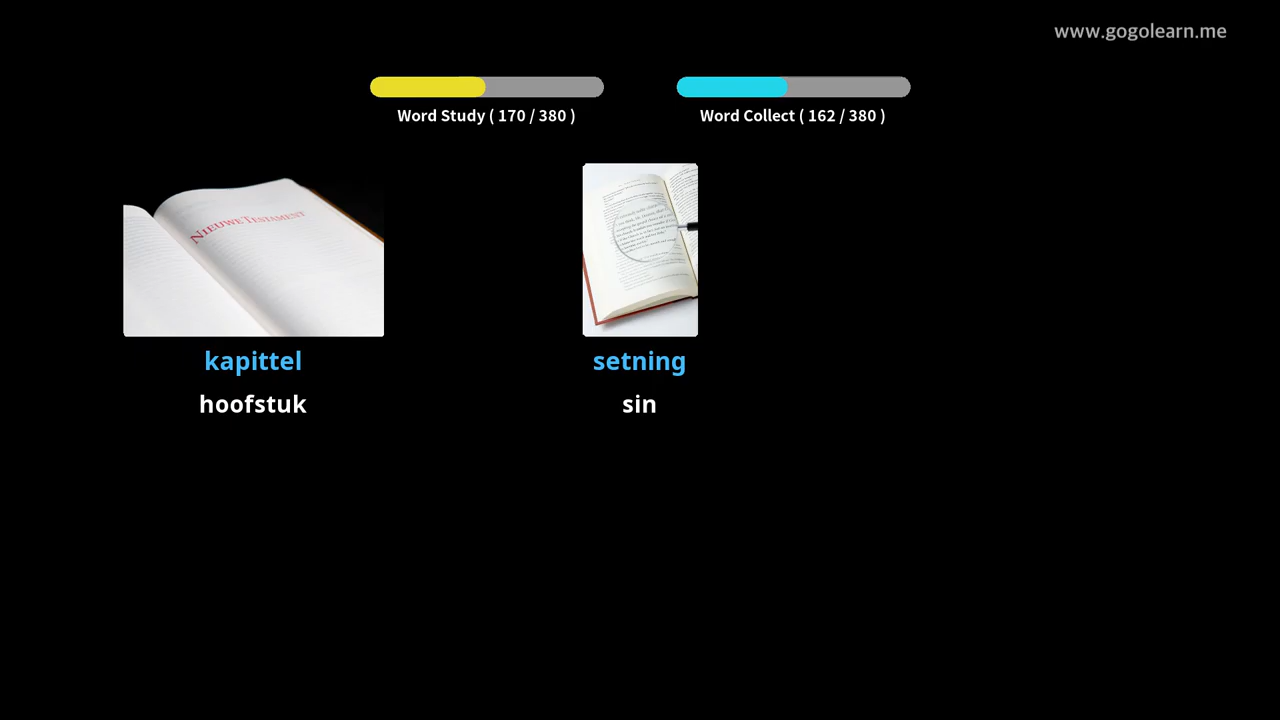 www.gogolearn.me
Word Study ( 170 / 380 )
Word Collect ( 162 / 380 )
NIEUWE TESTAMENT
kapittel
setning
hoofstuk
sin